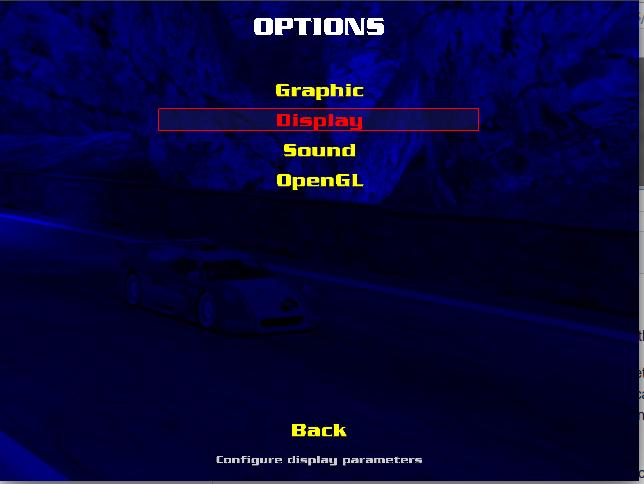 OPTIONS
Graphic
Display
Sound
OpenGL
Back
Configure display parameters